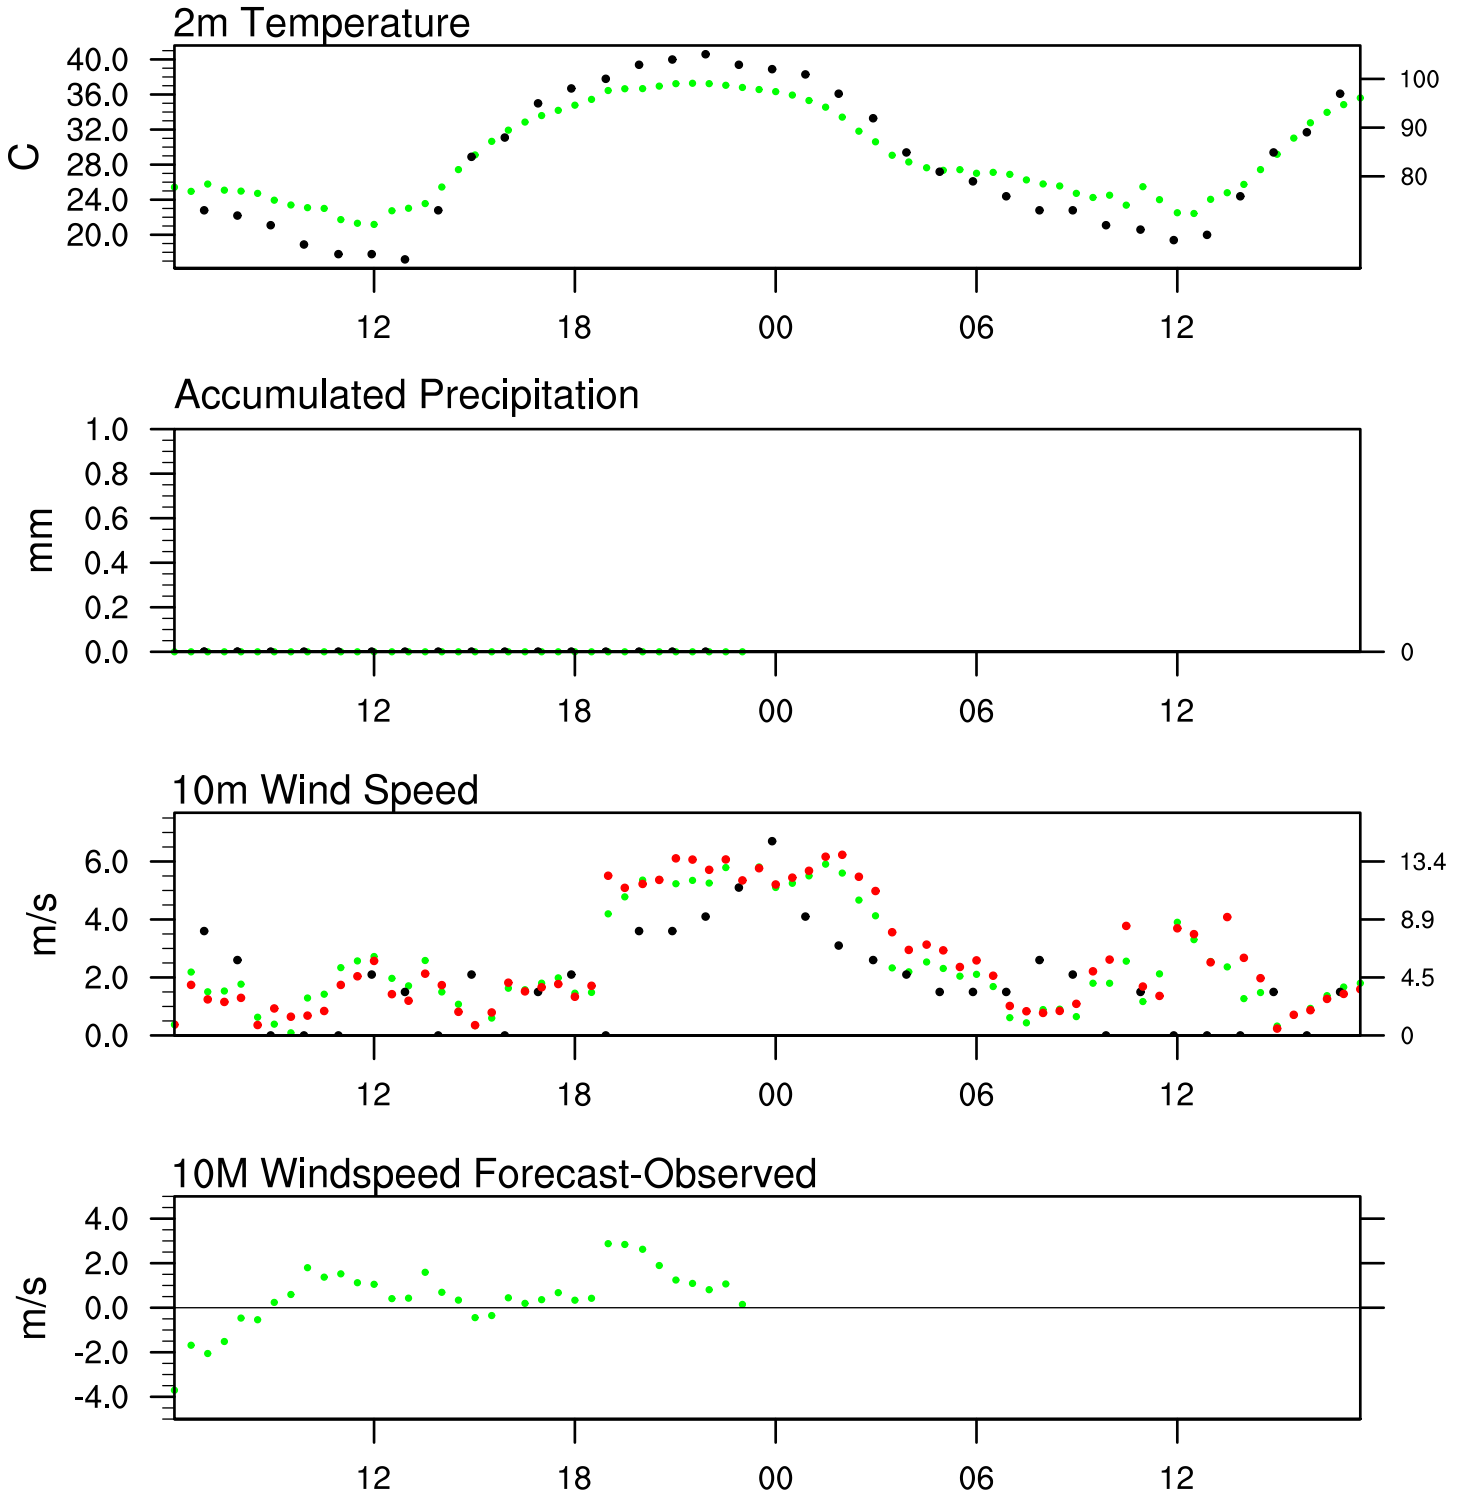 2m Temperature
40.0
36.0
32.0
28.0
24.0
20.0
C
100
90
80
12 18 00 06 12
Accumulated Precipitation
1.0
0.8
0.6
0.4
0.2
0.0
mm
0
12 18 00 06 12
10m Wind Speed
6.0
4.0
2.0
0.0
m/s
13.4
8.9
4.5
0
12 18 00 06 12
10M Windspeed Forecast-Observed
4.0
2.0
0.0
-2.0
-4.0
m/s
12 18 00 06 12